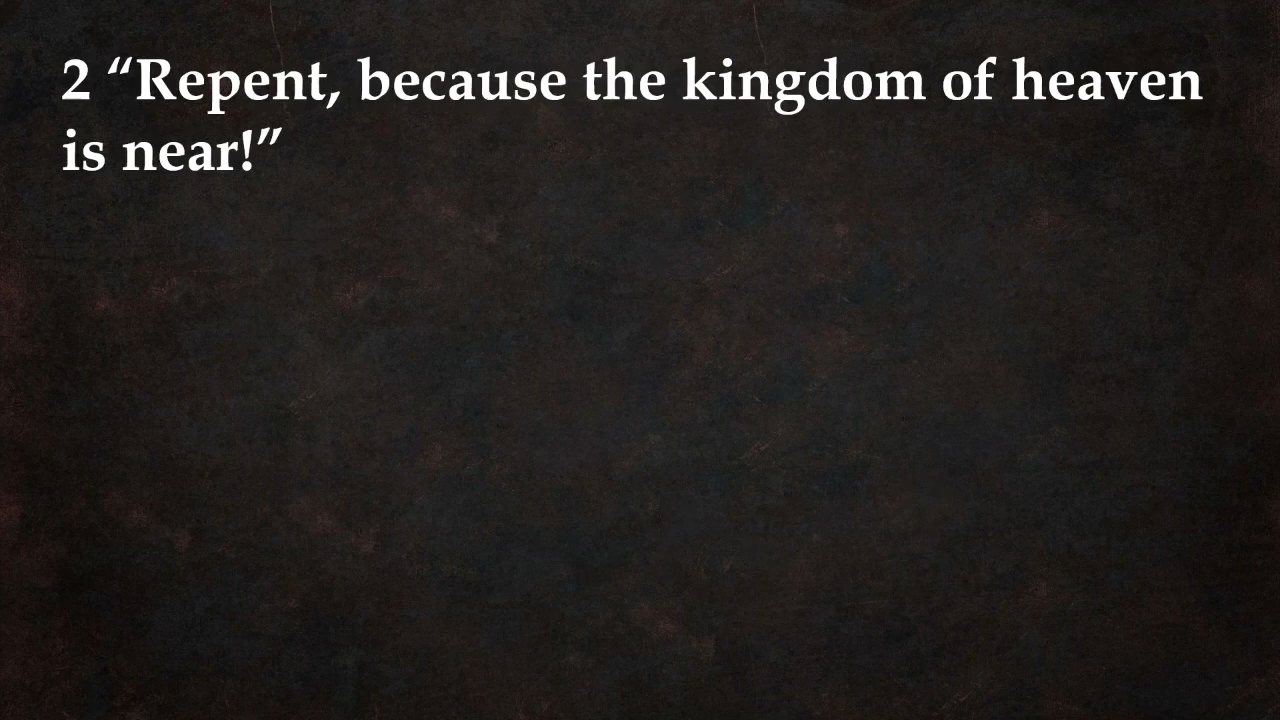 2 “Repent, because the kingdom of heaven
is near!”